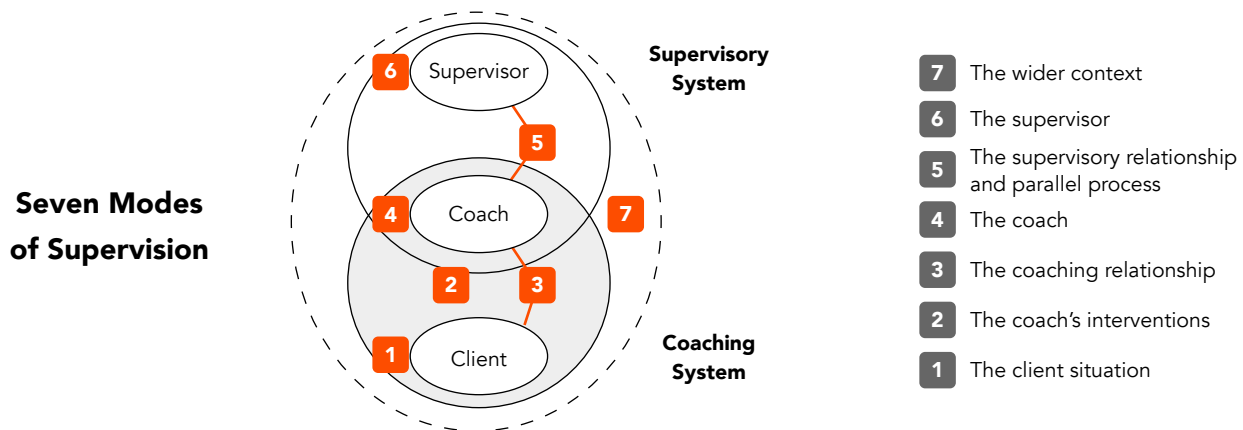 Seven Modes
of Supervision
6
Supervisor
5
4
Coach
7
2
3
1
Client
Supervisory
System
Coaching
System
7 The wider context
6 The supervisor
5 The supervisory relationship
and parallel process
4 The coach
3 The coaching relationship
2 The coach’s interventions
1 The client situation